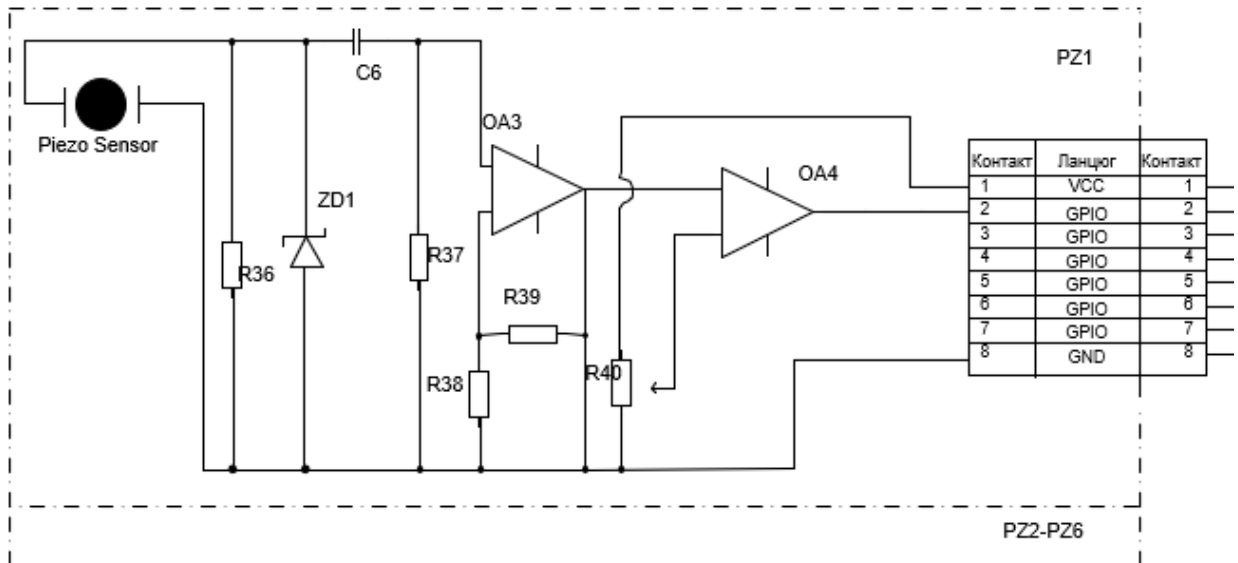 PZ1
C6
OA3
Piezo Sensor
OA4
Контакт Ланцюг Контакт
1 VCC 1
2 GPIO 2
3 GPIO 3
4 GPIO 4
5 GPIO 5
6 GPIO 6
7 GPIO 7
8 GND 8
ZD1
R36
R37
R39
R38
R40
PZ2-PZ6